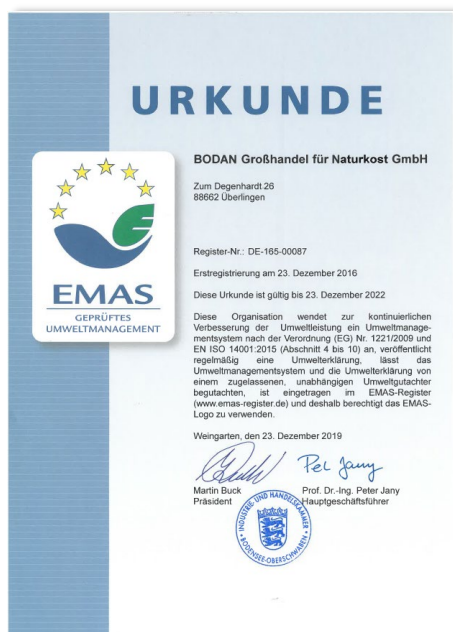 URKUNDE
BODAN Großhandel für Naturkost GmbH
Zum Degenhardt 26
88662 Überlingen
EMAS
GEPRÜFTES
UMWELTMANAGEMENT
Register-Nr.: DE-165-00087
Erstregistrierung am 23. Dezember 2016
Diese Urkunde ist gültig bis 23. Dezember 2022
Diese Organisation wendet zur kontinuierlichen
Verbesserung der Umweltleistung ein Umweltmanage-
mentsystem nach der Verordnung (EG) Nr. 1221/2009 und
EN ISO 14001:2015 (Abschnitt 4 bis 10) an, veröffentlicht
regelmäßig eine Umwelterklärung, lässt das
Umweltmanagementsystem und die Umwelterklärung von
einem zugelassenen, unabhängigen Umweltgutachter
begutachten, ist eingetragen im EMAS-Register
(www.emas-register.de) und deshalb berechtigt das EMAS-
Logo zu verwenden.
Weingarten, den 23. Dezember 2019
Pet Jany
Martin Buck
Präsident
Prof. Dr.-Ing. Peter Jany
Hauptgeschäftsführer
INDUSTRIE- UND HANDELSKAMMER
BODENSEE-OBERSCHWABEN